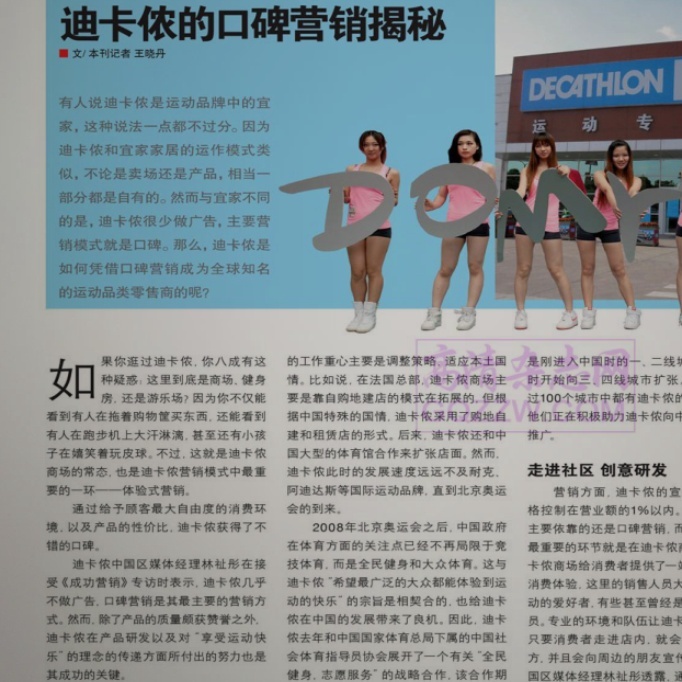 迪卡侬的口碑营销揭秘
■ 文/ 本刊记者 王晓丹
有人说迪卡侬是运动品牌中的宜
家，这种说法一点都不过分。因为
迪卡侬和宜家家居的运作模式类
似，不论是卖场还是产品，相当一
部分都是自有的。然而与宜家不同
的是，迪卡侬很少做广告，主要营
销模式就是口碑。那么，迪卡侬是
如何凭借口碑营销成为全球知名
的运动品类零售商的呢?
DECATHLON
运 动 专
DOM
如
果你逛过迪卡侬，你八成有这
种疑惑：这里到底是商场，健身
房，还是游乐场? 因为你不仅能
看到有人在拖着购物筐买东西，还能看到
有人在跑步机上大汗淋漓，甚至还有小孩
子在嬉笑着玩皮球。不过，这就是迪卡侬
商场的常态，也是迪卡侬营销模式中最重
要的一环——体验式营销。
通过给予顾客最大自由度的消费环
境，以及产品的性价比，迪卡侬获得了不
错的口碑。
迪卡侬中国区媒体经理林祉彤在接
受《成功营销》专访时表示，迪卡侬几乎
不做广告，口碑营销是其最主要的营销方
式。然而，除了产品的质量颇获赞誉之外，
迪卡侬在产品研发以及对“享受运动快
乐”的理念的传递方面所付出的努力也是
其成功的关键。
的工作重心主要是调整策略，适应本土国
情。比如说，在法国总部，迪卡侬商场主
要是靠自购地建店的模式在拓展的，但根
据中国特殊的国情，迪卡侬采用了购地自
建和租赁店的形式。后来，迪卡侬还和中
国大型的体育馆合作来扩张店面。然而，
迪卡侬此时的发展速度远远不及耐克、
阿迪达斯等国际运动品牌，直到北京奥运
会的到来。
2008年北京奥运会之后，中国政府
在体育方面的关注点已经不再局限于竞
技体育，而是全民健身和大众体育。这与
迪卡侬“希望最广泛的大众都能体验到运
动的快乐”的宗旨是相契合的，也给迪卡
侬在中国的发展带来了良机。因此，迪卡
侬去年和中国国家体育总局下属的中国社
会体育指导员协会展开了一个有关“全民
健身，志愿服务”的战略合作，该合作期
是别进入中国时的一、二线城
时开始向三、四线城市扩张
过100个城市中都有迪卡侬的
他们正在积极助力迪卡侬向中
推广。
走进社区 创意研发
营销方面，迪卡侬的宣
格控制在营业额的1%以内。
主要依靠的还是口碑营销，而
最重要的环节就是在迪卡侬商
卡侬商场给消费者提供了一站
消费体验，这里的销售人员大
动的爱好者，有些甚至曾经是
员。专业的环境和队伍让迪卡
只要消费者走进店内，就会
方，并且会向周边的朋友宣传
国区媒体经理林祉彤透露，迪